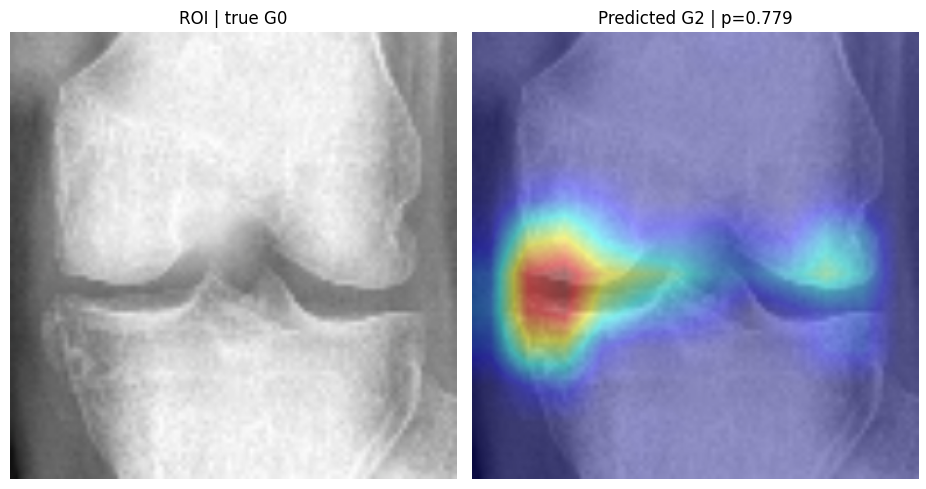 ROI | true G0
Predicted G2 | p=0.779